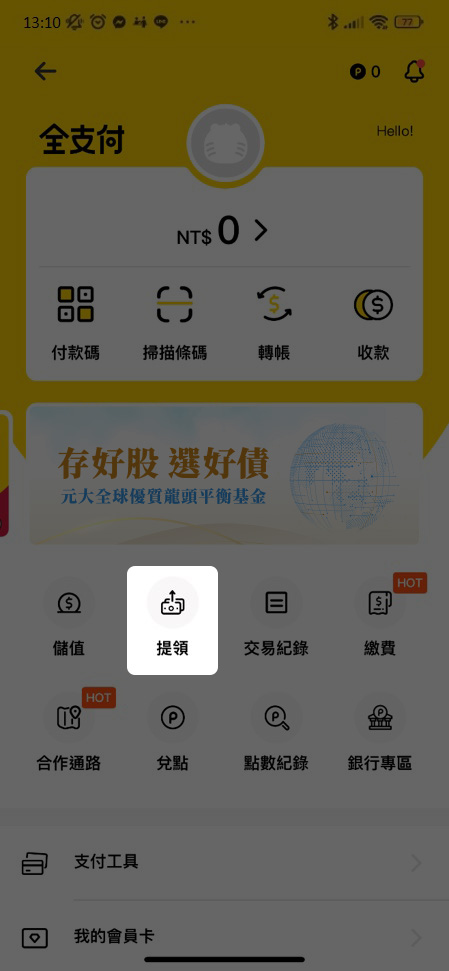 13:10
77
P 0
全支付
Hello!
NT$ 0
付款碼 掃描條碼 轉帳 收款
存好股 選好債
元大全球優質龍頭平衡基金
HOT
儲值 提領 交易紀錄 繳費
HOT
合作通路 兌點 點數紀錄 銀行專區
支付工具
我的會員卡